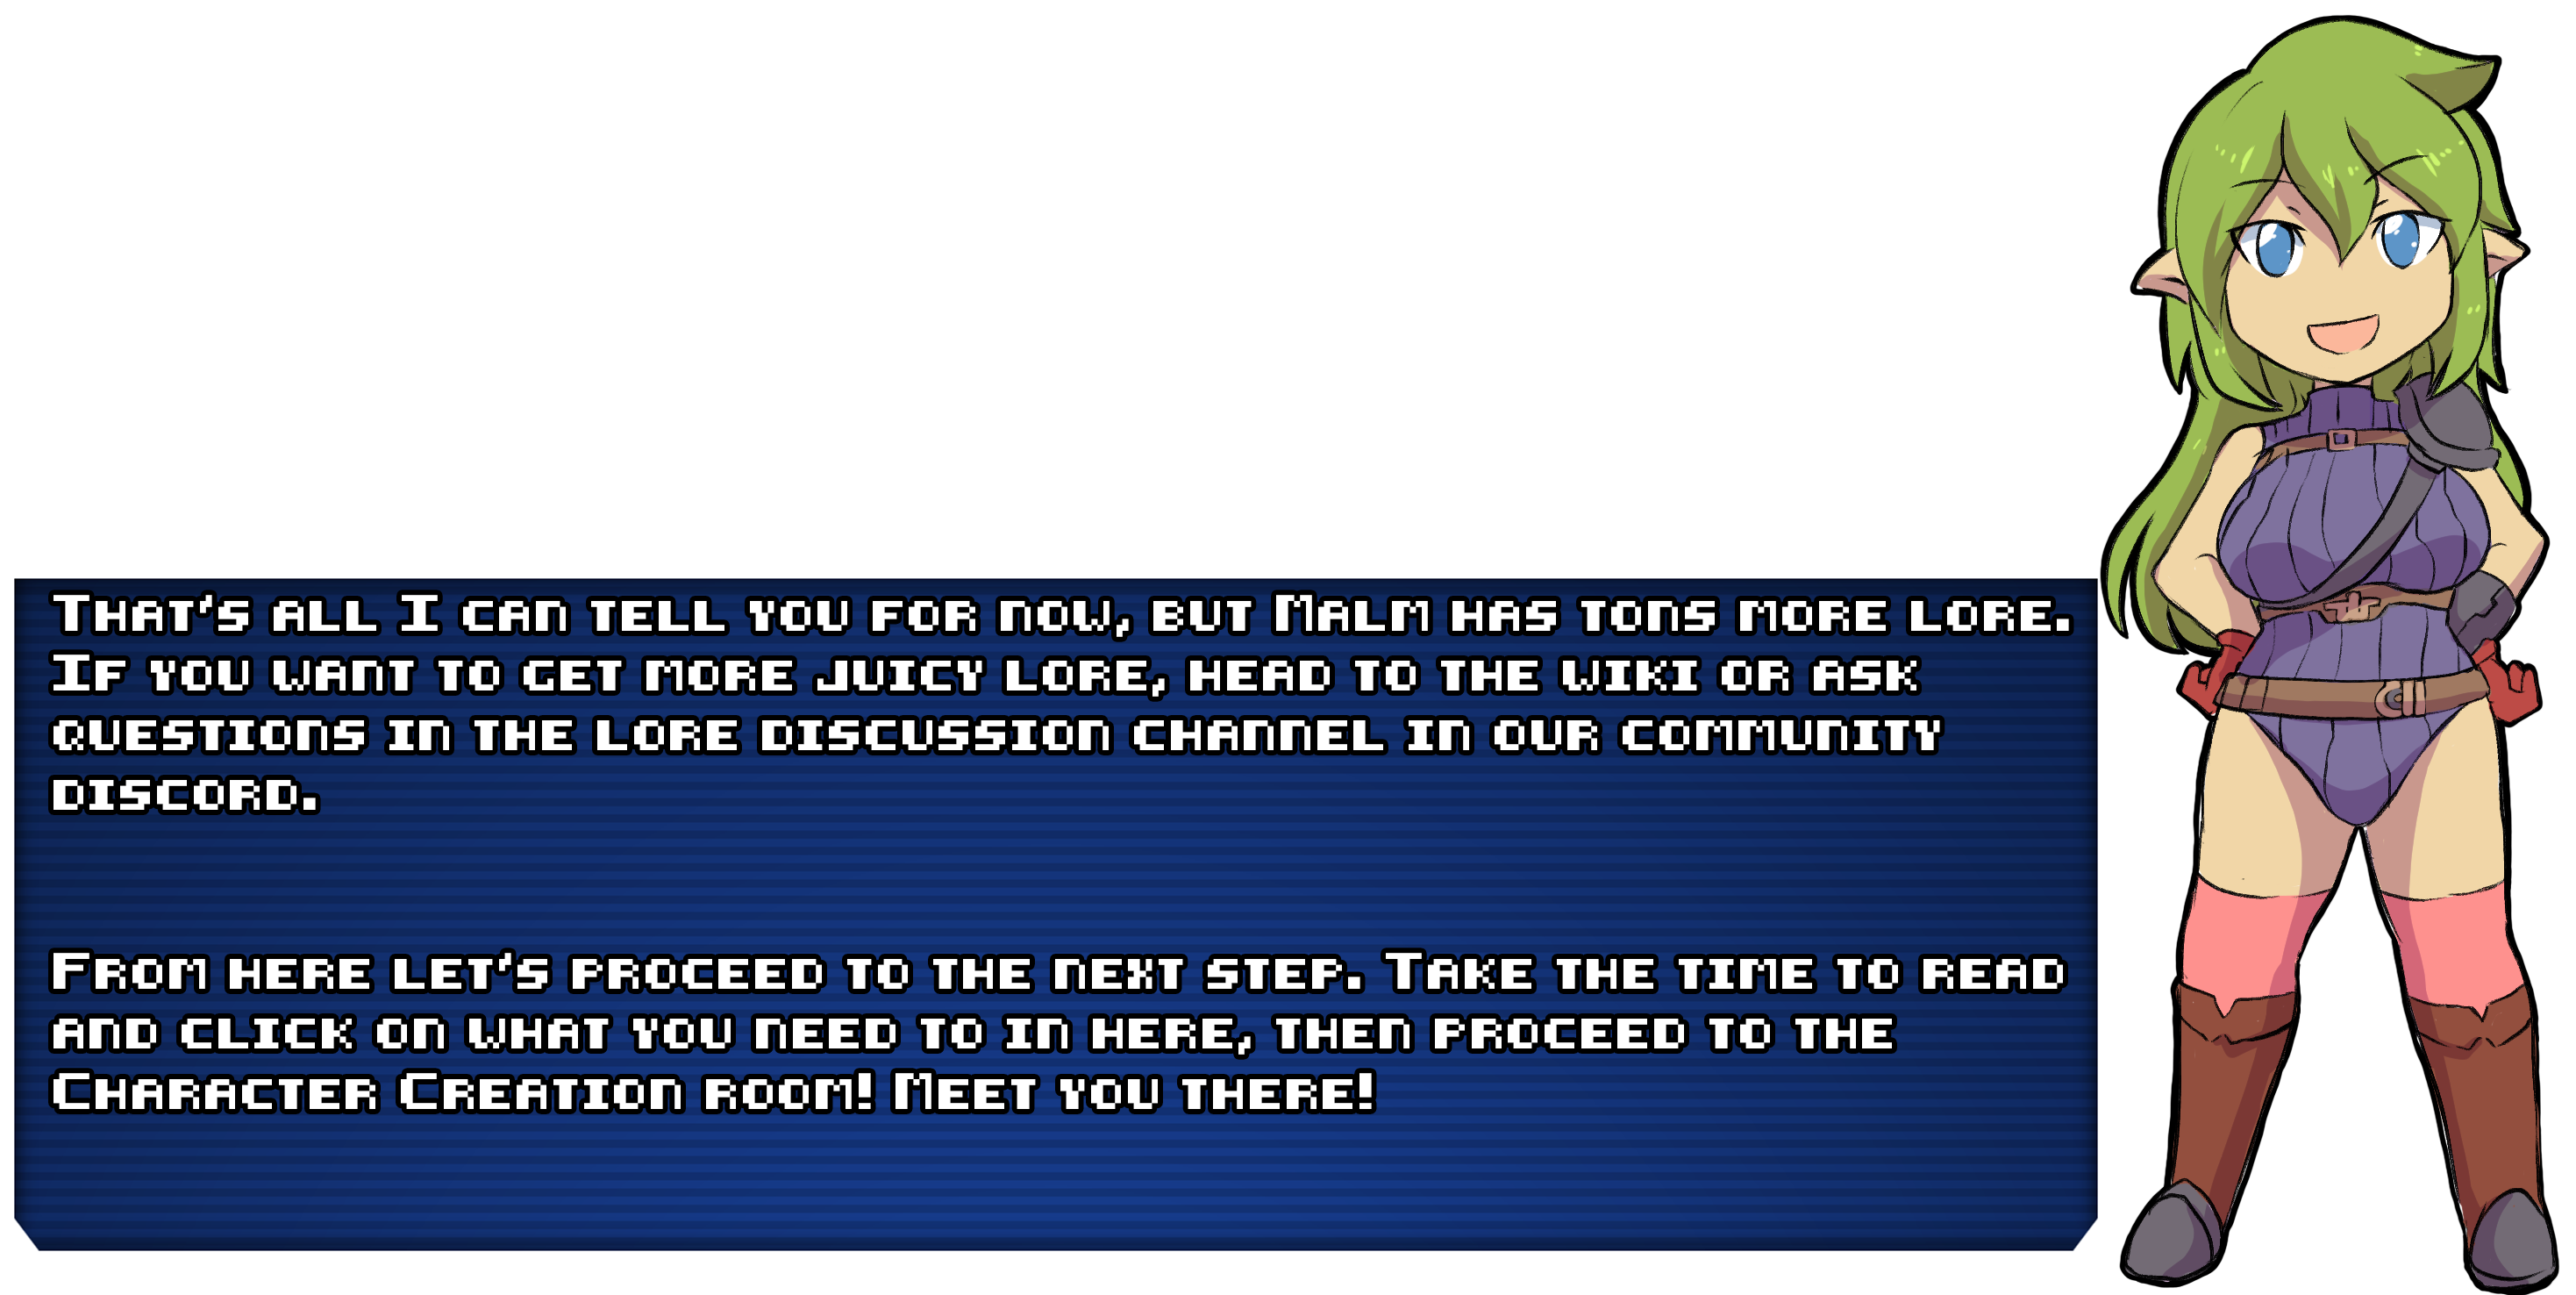 That's all I can tell you for now, but Malm has tons more lore.
If you want to get more juicy lore, head to the wiki or ask
questions in the lore discussion channel in our community
discord.
From here let's proceed to the next step. Take the time to read
and click on what you need to in here, then proceed to the
Character Creation room! Meet you there!